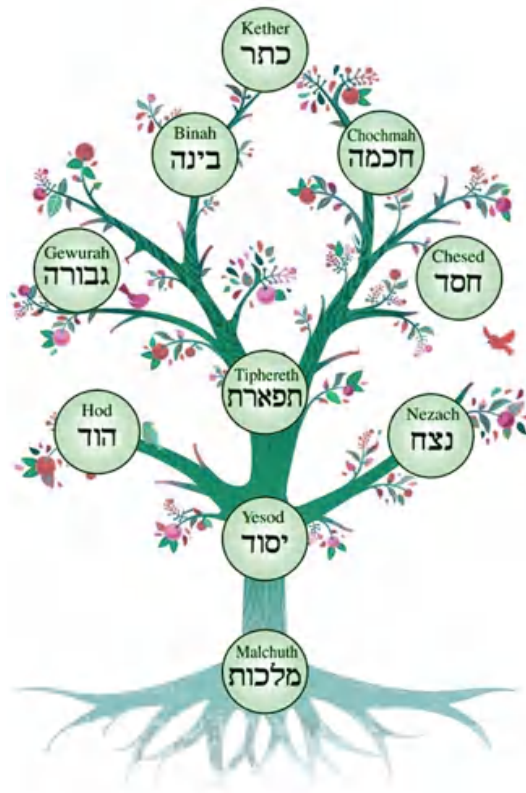 Kether
כתר
Binah
בינה
Chochmah
חכמה
Gewurah
גבורה
Chesed
חסד
Tiphereth
תפארת
Hod
הוד
Nezach
נצח
Yesod
יסוד
Malchuth
מלכות